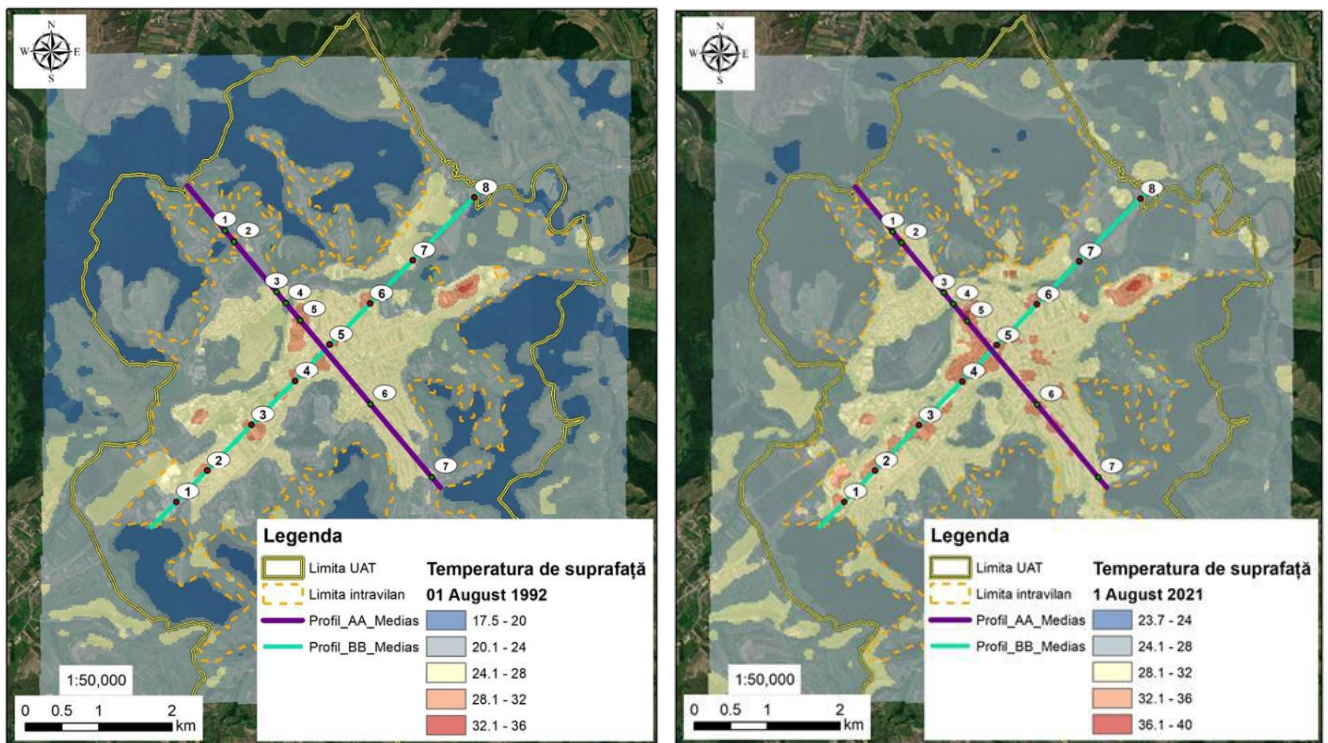 N
W E
S
1
2
3
4
5
6
7
8
7
6
5
4
3
2
1
Legenda
Limita UAT
Limita intravilan
Profil_AA_Medias
Profil_BB_Medias
Temperatura de suprafață
01 August 1992
17.5 - 20
20.1 - 24
24.1 - 28
28.1 - 32
32.1 - 36
1:50,000
0 0.5 1 2
km
N
W E
S
1
2
3
4
5
6
7
8
7
6
5
4
3
2
1
Legenda
Limita UAT
Limita intravilan
Profil_AA_Medias
Profil_BB_Medias
Temperatura de suprafață
1 August 2021
23.7 - 24
24.1 - 28
28.1 - 32
32.1 - 36
36.1 - 40
1:50,000
0 0.5 1 2
km